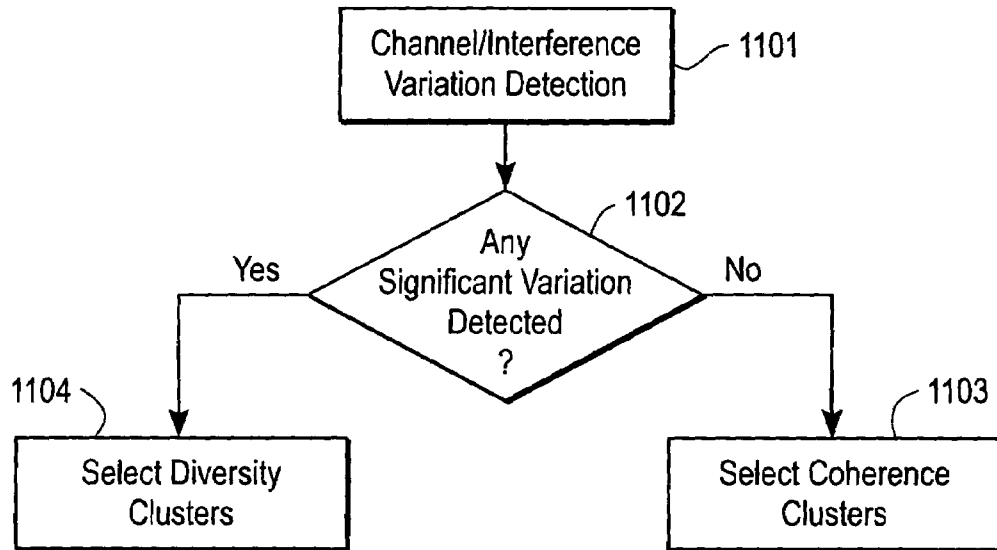 Channel/Interference
Variation Detection
1101
1102
Any
Significant Variation
Detected
?
Yes
No
1104
1103
Select Diversity
Clusters
Select Coherence
Clusters